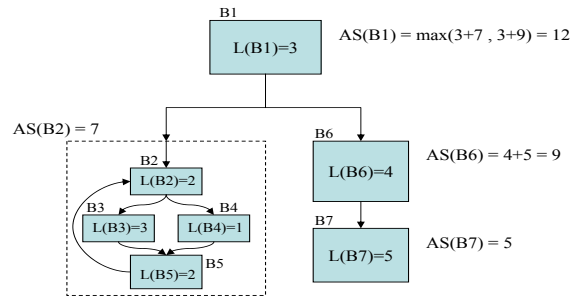 B1
L(B1)=3
AS(B1) = max(3+7 , 3+9) = 12
AS(B2) = 7
B2
L(B2)=2
B3
L(B3)=3
B4
L(B4)=1
B5
L(B5)=2
B6
L(B6)=4
AS(B6) = 4+5 = 9
B7
L(B7)=5
AS(B7) = 5